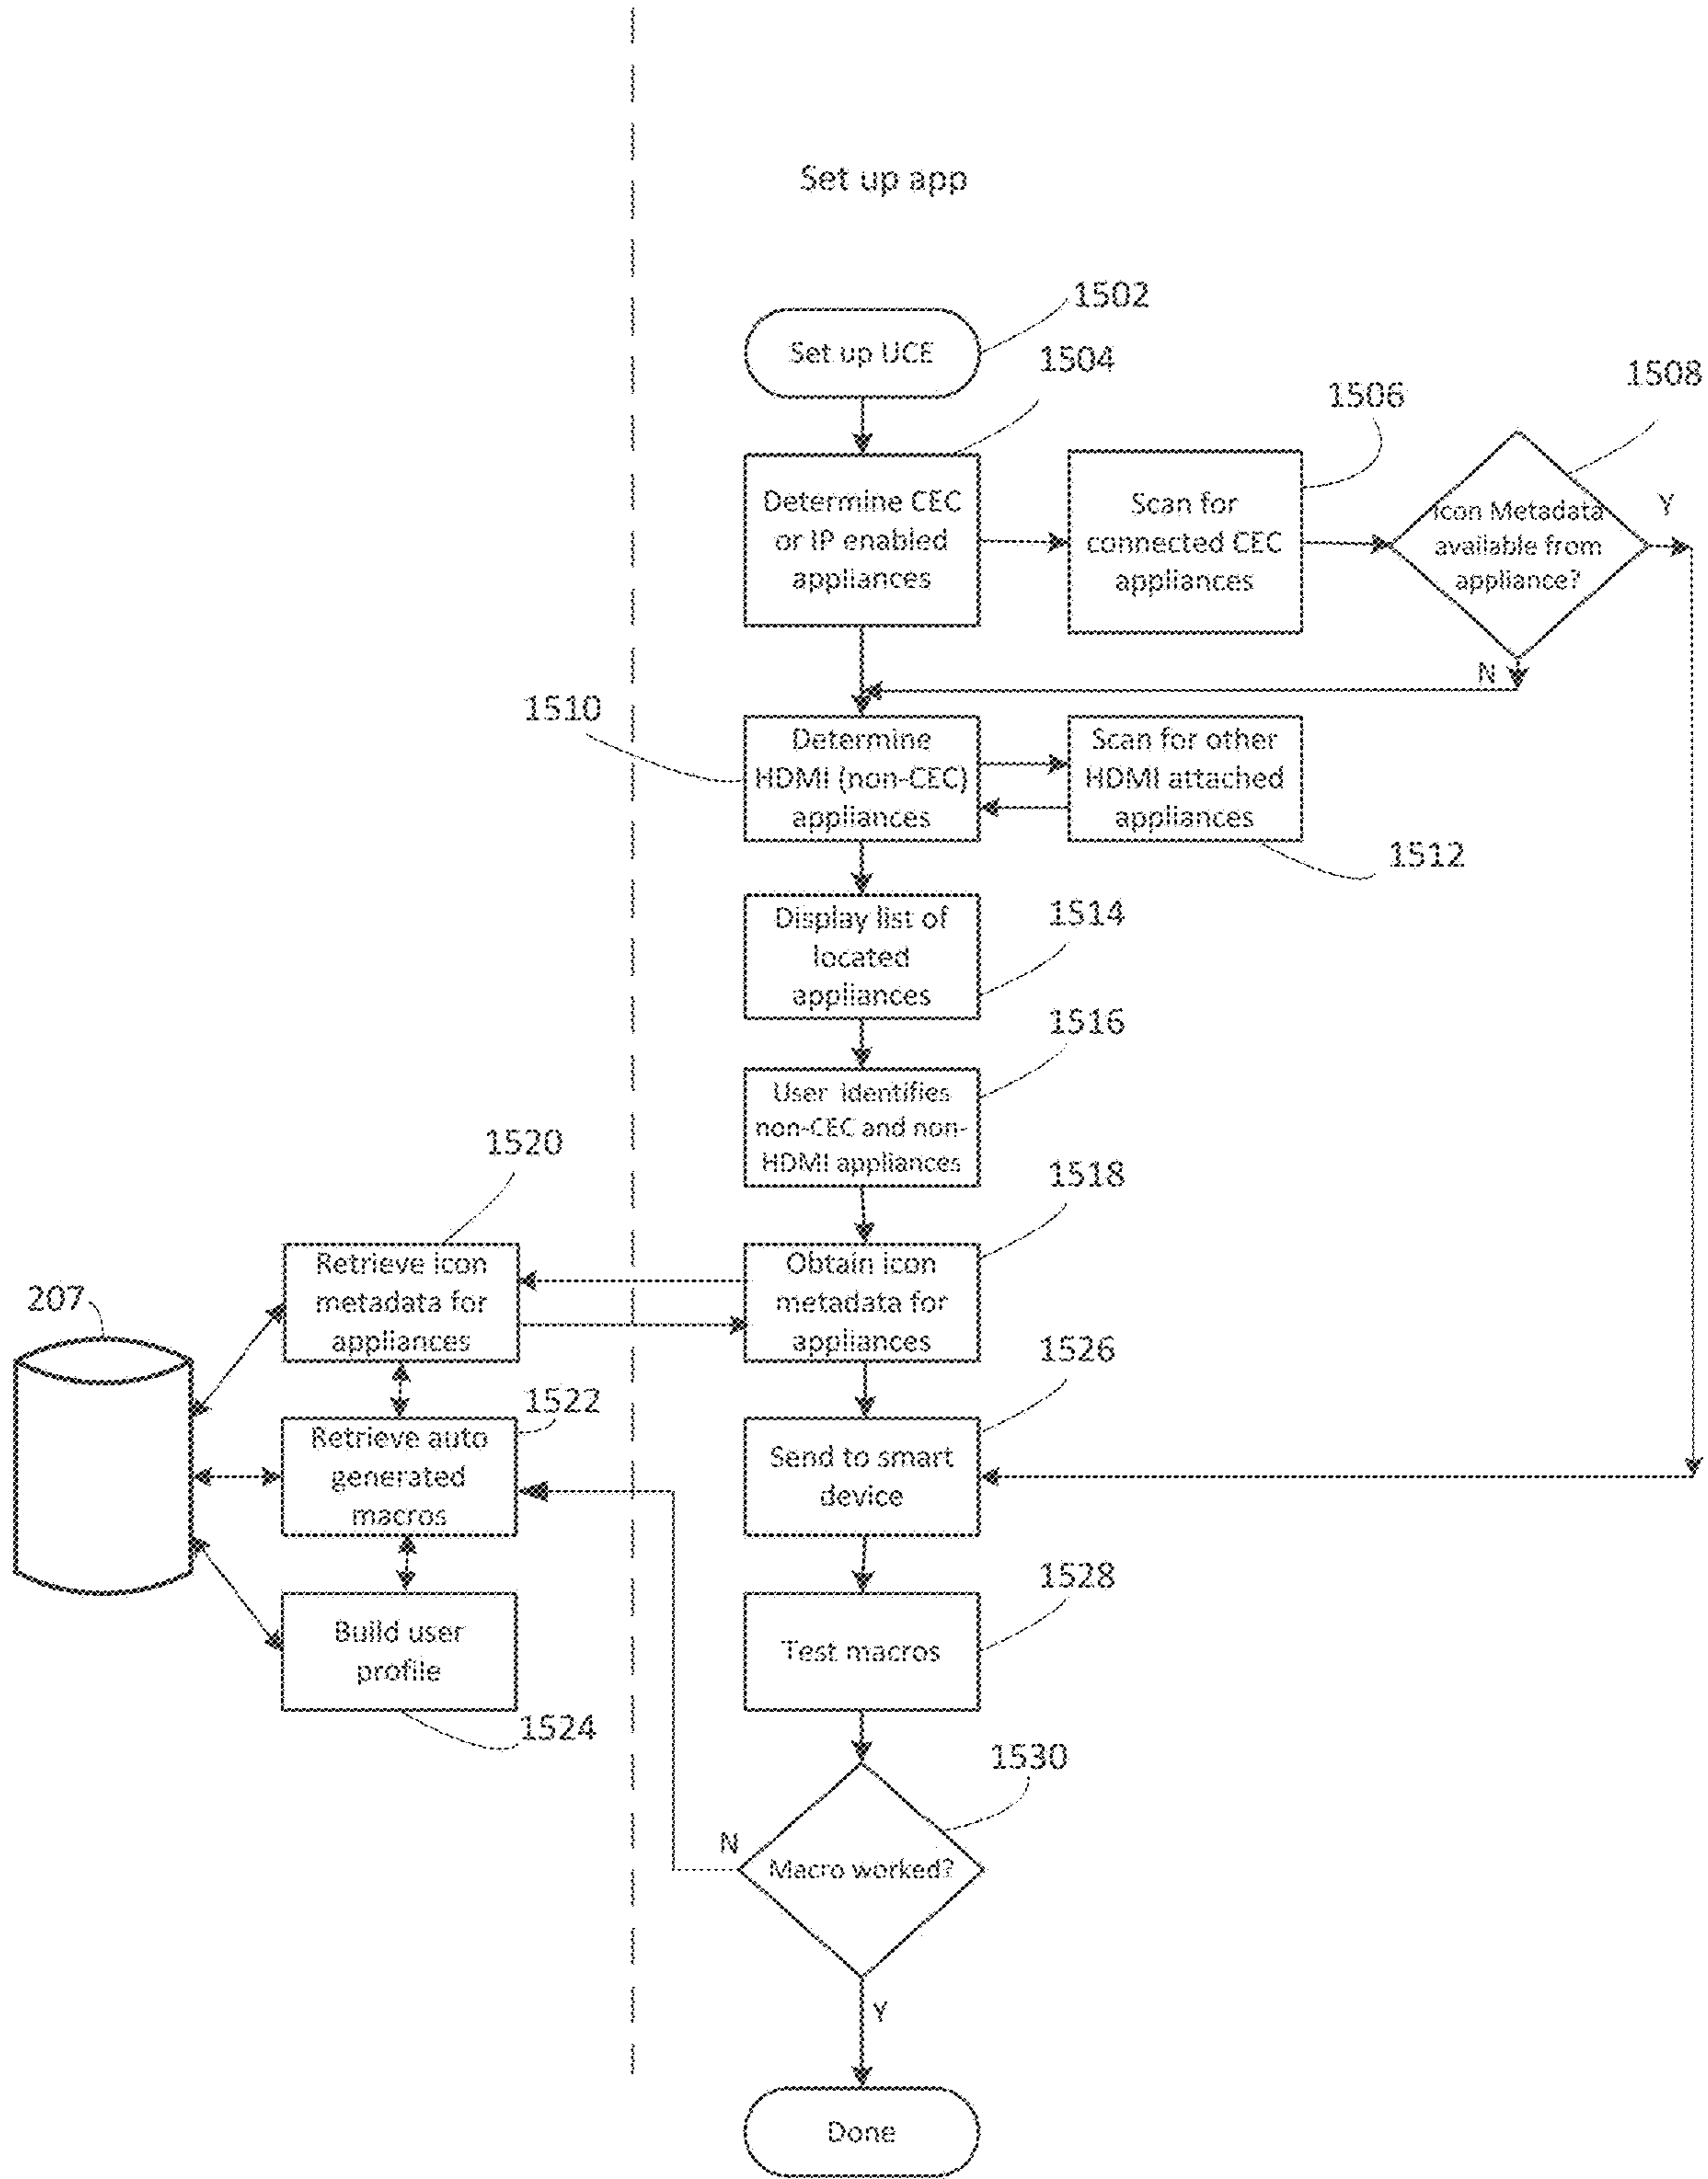 Set up app
1502
Set up UCE
1504
1506
1508
Determine CEC
or IP enabled
appliances
Scan for
connected CEC
appliances
Icon Metadata
available from
appliance?
Y
N
1510
Determine
HDMI (non-CEC)
appliances
Scan for other
HDMI attached
appliances
1512
Display list of
located
appliances
1514
1516
User identifies
non-CEC and non-
HDMI appliances
1520
1518
Retrieve icon
metadata for
appliances
Obtain icon
metadata for
appliances
207
1526
1522
Retrieve auto
generated
macros
Send to smart
device
1528
Build user
profile
Test macros
1524
1530
N
Macro worked?
Y
Done